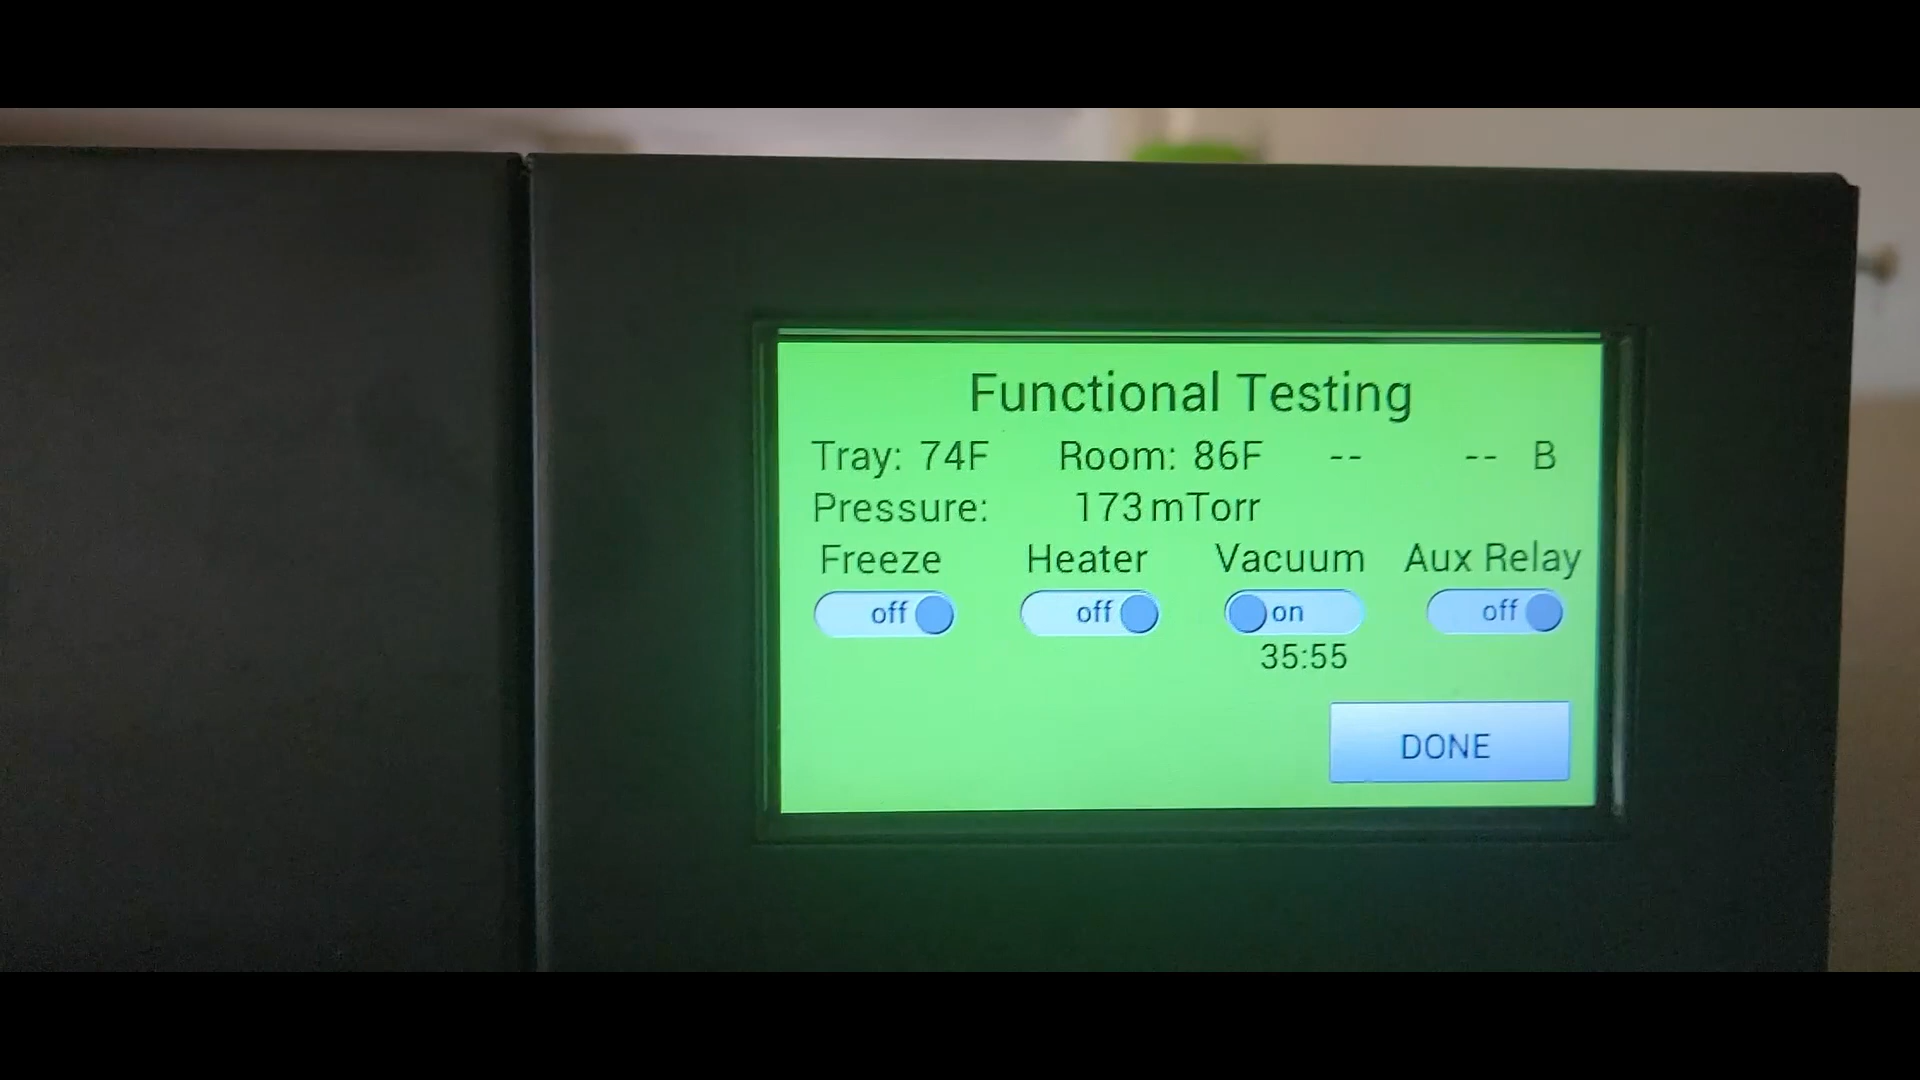 Functional Testing
Tray: 74F Room: 86F -- -- B
Pressure: 173 mTorr
Freeze Heater Vacuum Aux Relay
off off on off
35:55
DONE